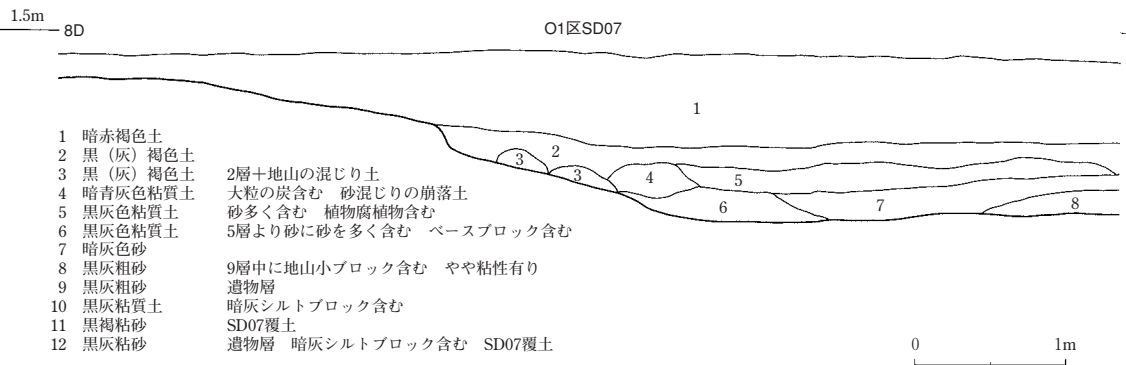 1.5m
8D
O1区SD07
1
2
3
3
4
5
6
7
8
1 暗赤褐色土
2 黒（灰）褐色土
3 黒（灰）褐色土 2層＋地山の混じり土
4 暗青灰色粘質土 大粒の炭含む 砂混じりの崩落土
5 黒灰色粘質土 砂多く含む 植物腐植物含む
6 黒灰色粘質土 5層より砂に砂を多く含む ベースブロック含む
7 暗灰色砂
8 黒灰粗砂 9層中に地山小ブロック含む やや粘性有り
9 黒灰粗砂 遺物層
10 黒灰粘質土 暗灰シルトブロック含む
11 黒褐粘砂 SD07覆土
12 黒灰粘砂 遺物層 暗灰シルトブロック含む SD07覆土
0 1m